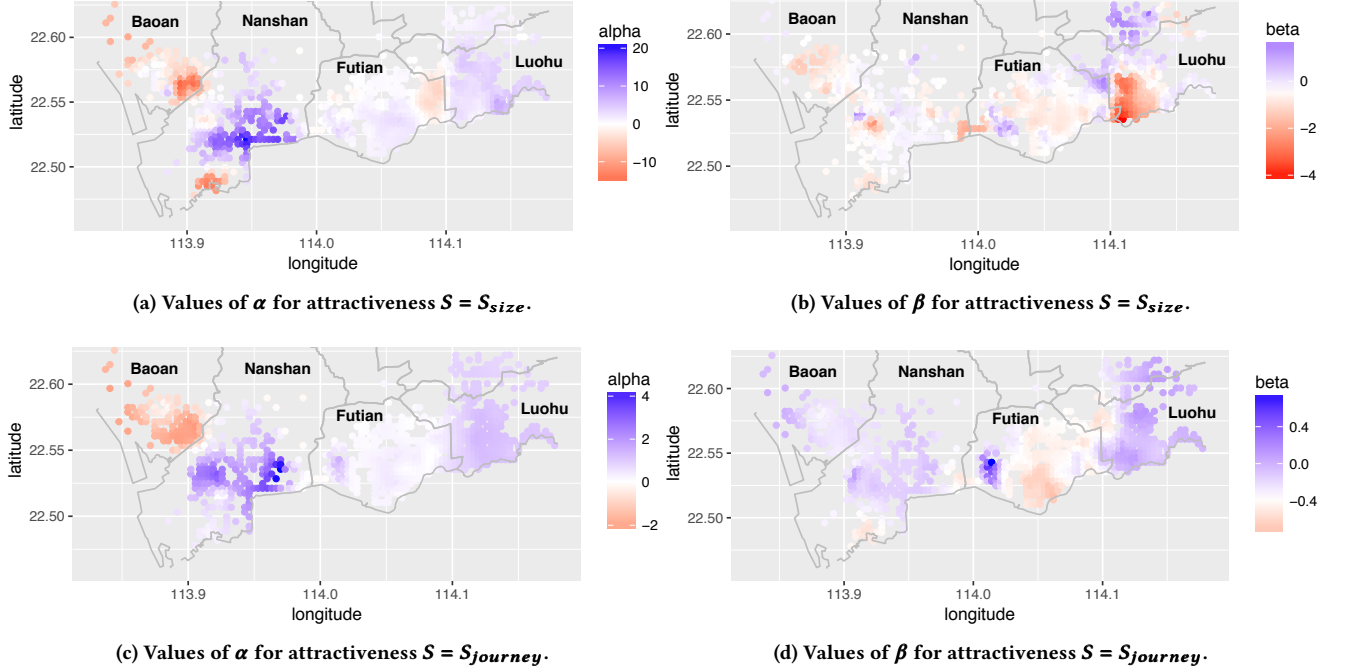 Baoan
Nanshan
Futian
Luohu
22.60
22.55
22.50
latitude
113.9
114.0
114.1
longitude
alpha
20
10
0
−10
(a) Values of α for attractiveness S = S_size.
Baoan
Nanshan
Futian
Luohu
22.60
22.55
22.50
latitude
113.9
114.0
114.1
longitude
beta
0
−2
−4
(b) Values of β for attractiveness S = S_size.
Baoan
Nanshan
Futian
Luohu
22.60
22.55
22.50
latitude
113.9
114.0
114.1
longitude
alpha
4
2
0
−2
(c) Values of α for attractiveness S = S_journey.
Baoan
Nanshan
Futian
Luohu
22.60
22.55
22.50
latitude
113.9
114.0
114.1
longitude
beta
0.4
0.0
−0.4
(d) Values of β for attractiveness S = S_journey.